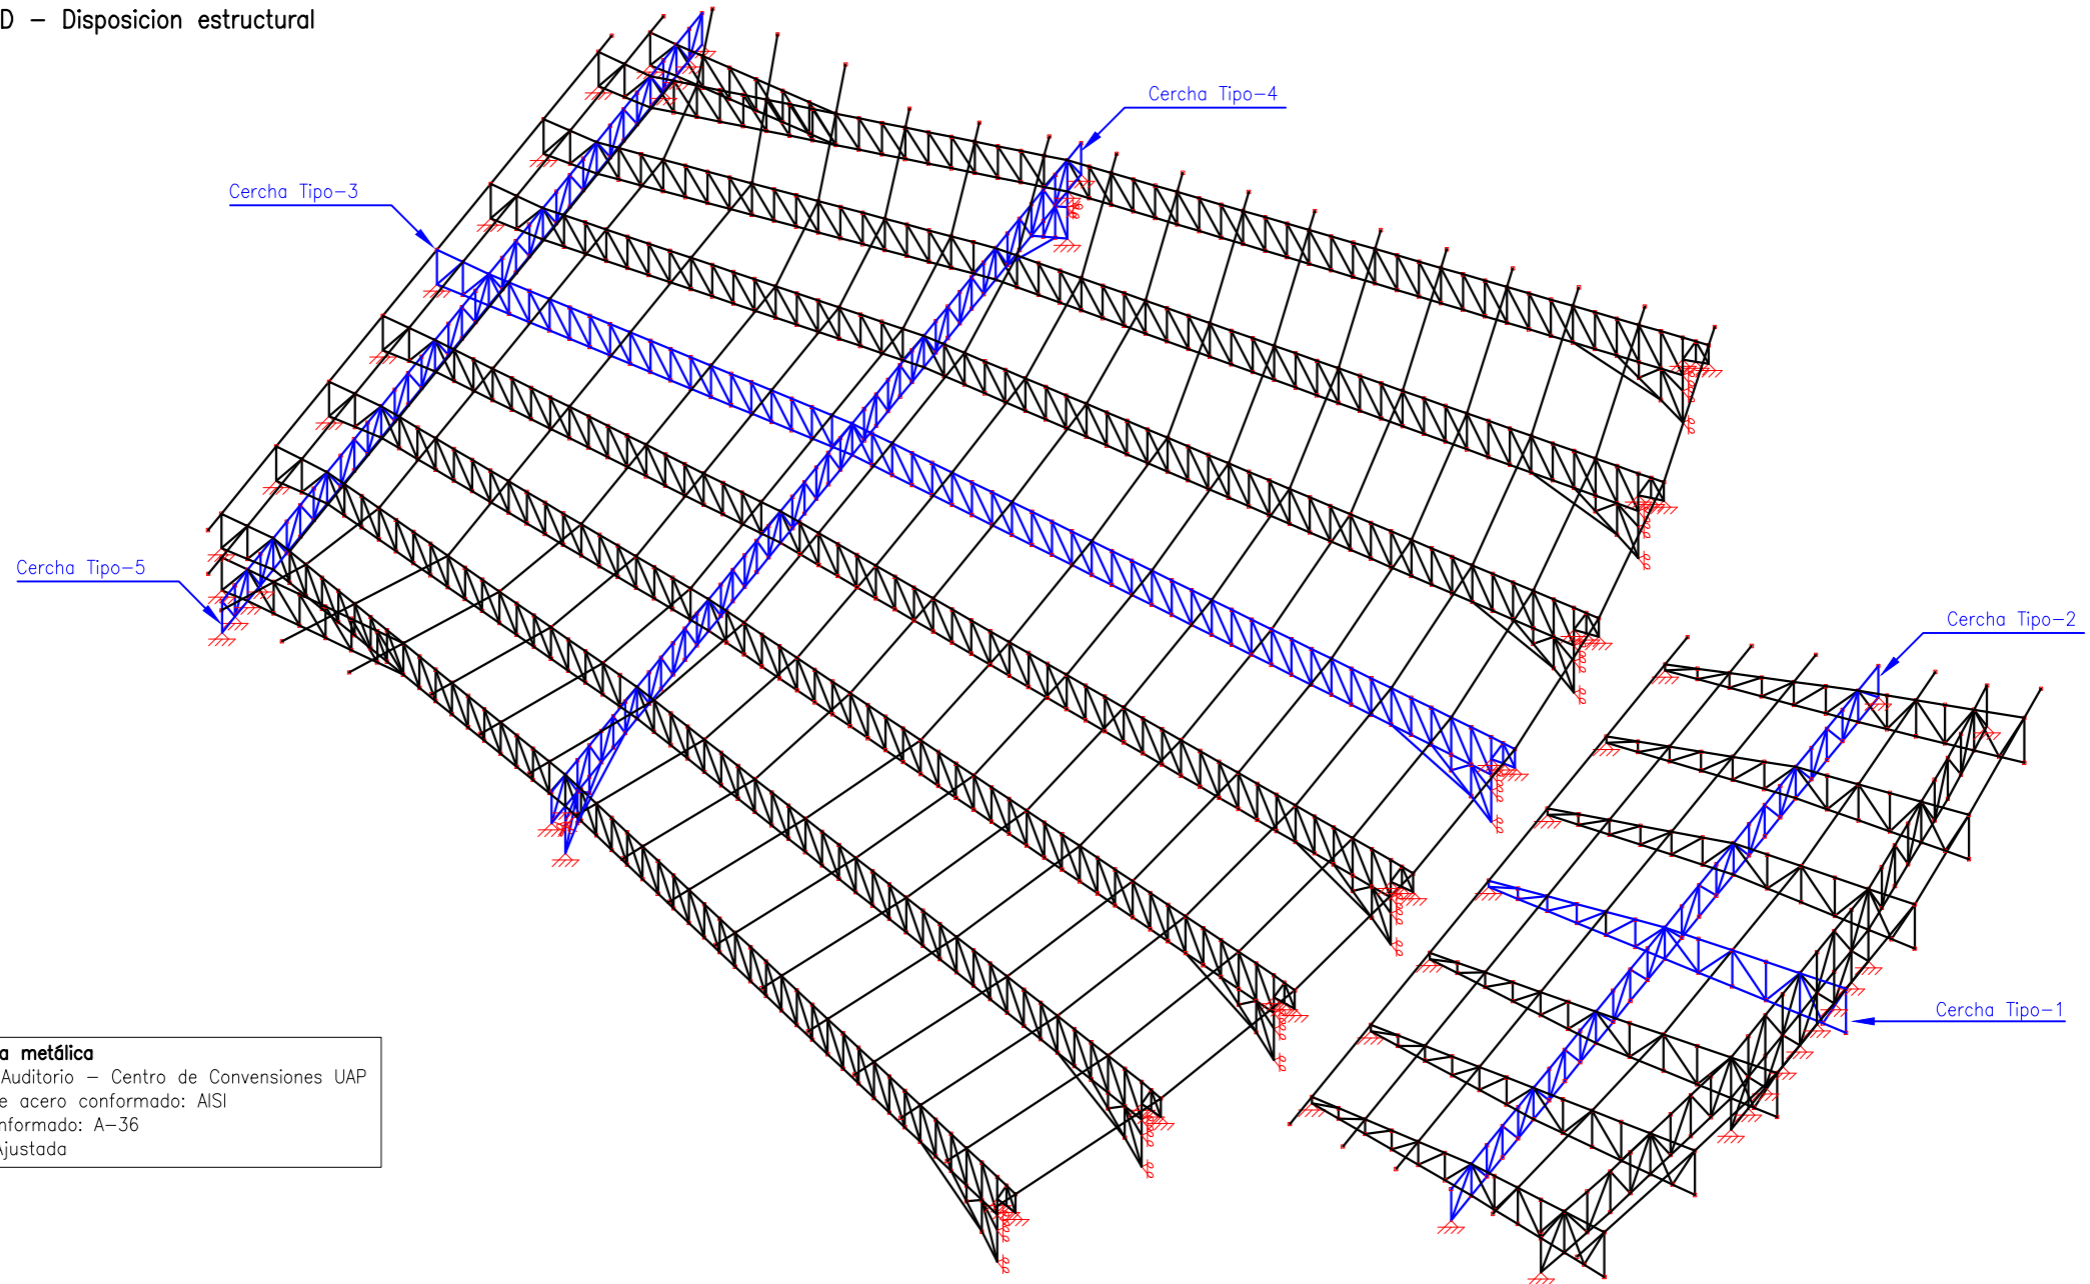 D – Disposicion estructural
Cercha Tipo-4
Cercha Tipo-3
Cercha Tipo-5
Cercha Tipo-2
Cercha Tipo-1
a metálica
Auditorio – Centro de Convensiones UAP
e acero conformado: AISI
nformado: A-36
Ajustada